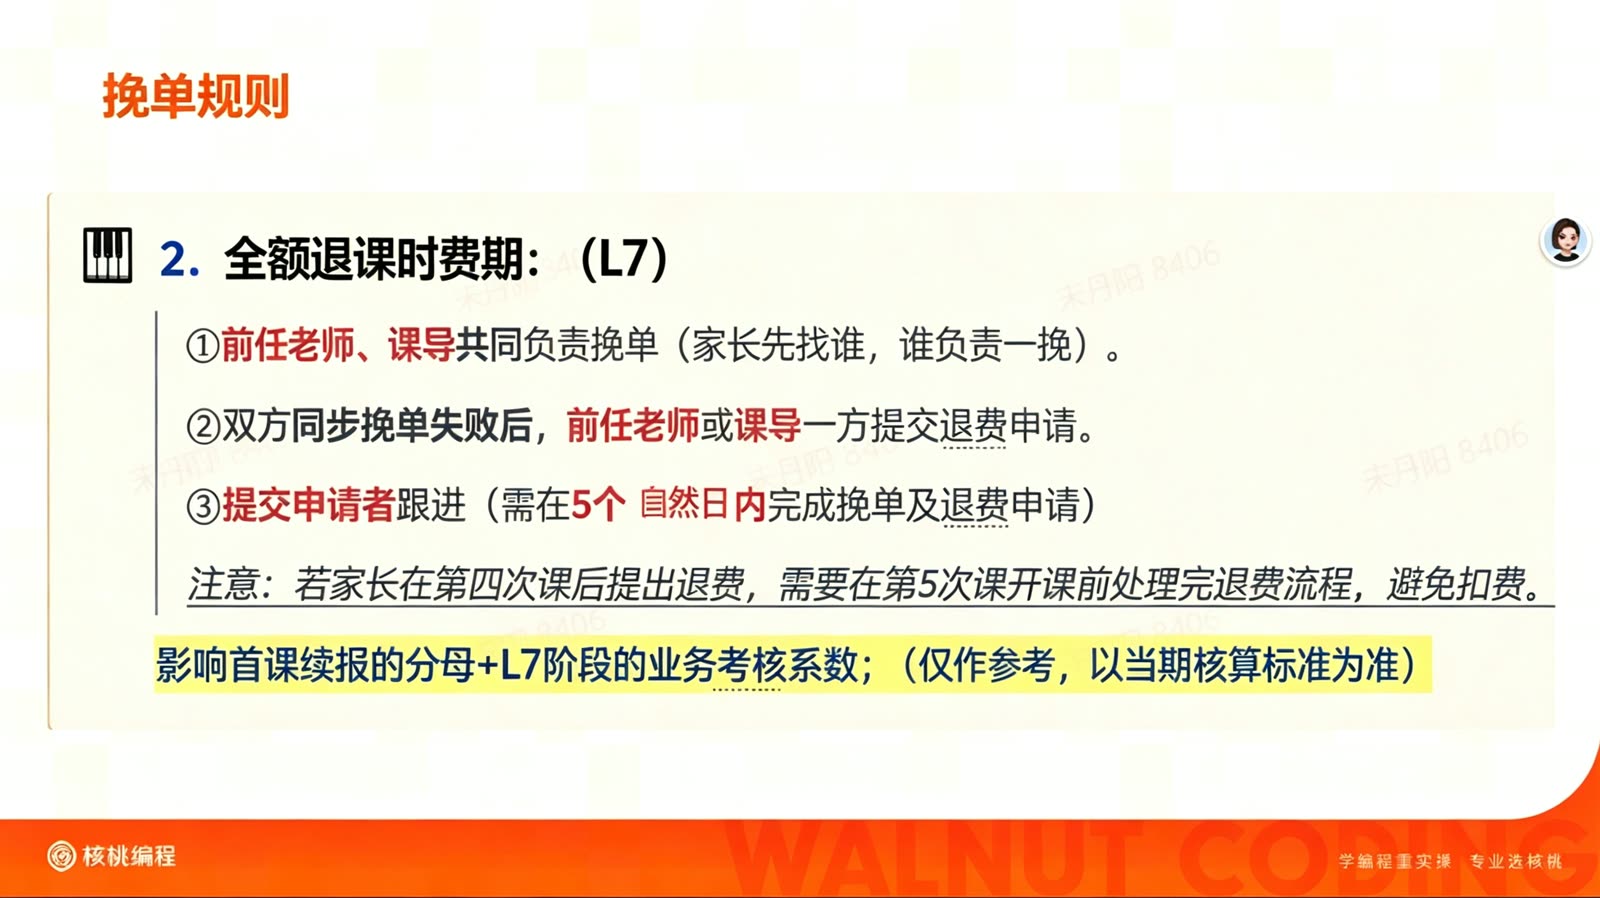 挽单规则
2. 全额退课时费期：（L7）
①前任老师、课导共同负责挽单（家长先找谁，谁负责一挽）。
②双方同步挽单失败后，前任老师或课导一方提交退费申请。
③提交申请者跟进（需在5个 自然日内完成挽单及退费申请）
注意：若家长在第四次课后提出退费，需要在第5次课开课前处理完退费流程，避免扣费。
影响首课续报的分母+L7阶段的业务考核系数；（仅作参考，以当期核算标准为准）
核桃编程
WALNUT CODING
学编程重实操 专业选核桃